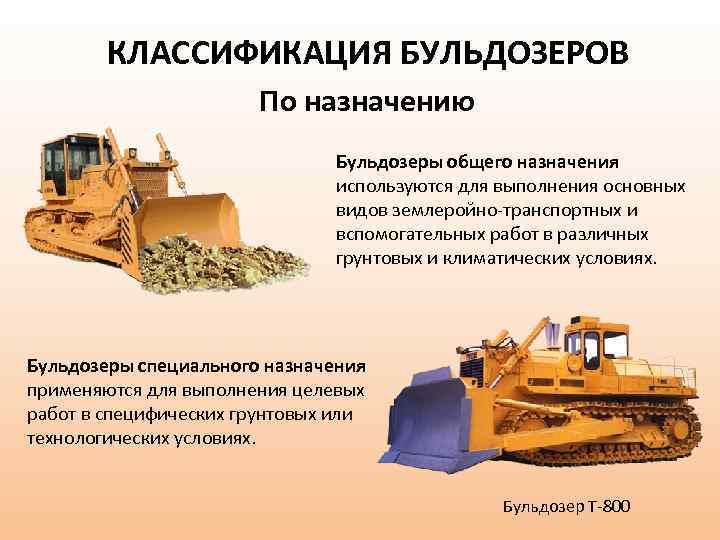 КЛАССИФИКАЦИЯ БУЛЬДОЗЕРОВ
По назначению
Бульдозеры общего назначения
используются для выполнения основных
видов землеройно-транспортных и
вспомогательных работ в различных
грунтовых и климатических условиях.
Бульдозеры специального назначения
применяются для выполнения целевых
работ в специфических грунтовых или
технологических условиях.
Бульдозер Т-800